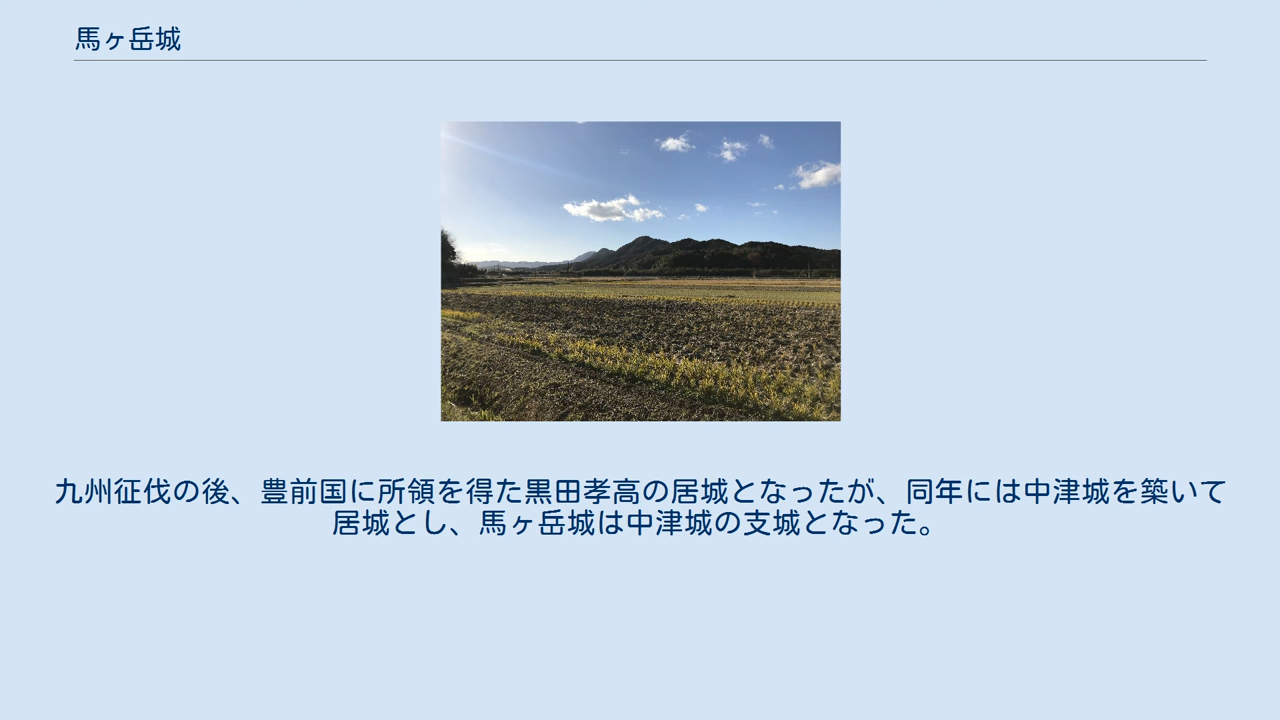 馬ヶ岳城
九州征伐の後、豊前国に所領を得た黒田孝高の居城となったが、同年には中津城を築いて
居城とし、馬ヶ岳城は中津城の支城となった。